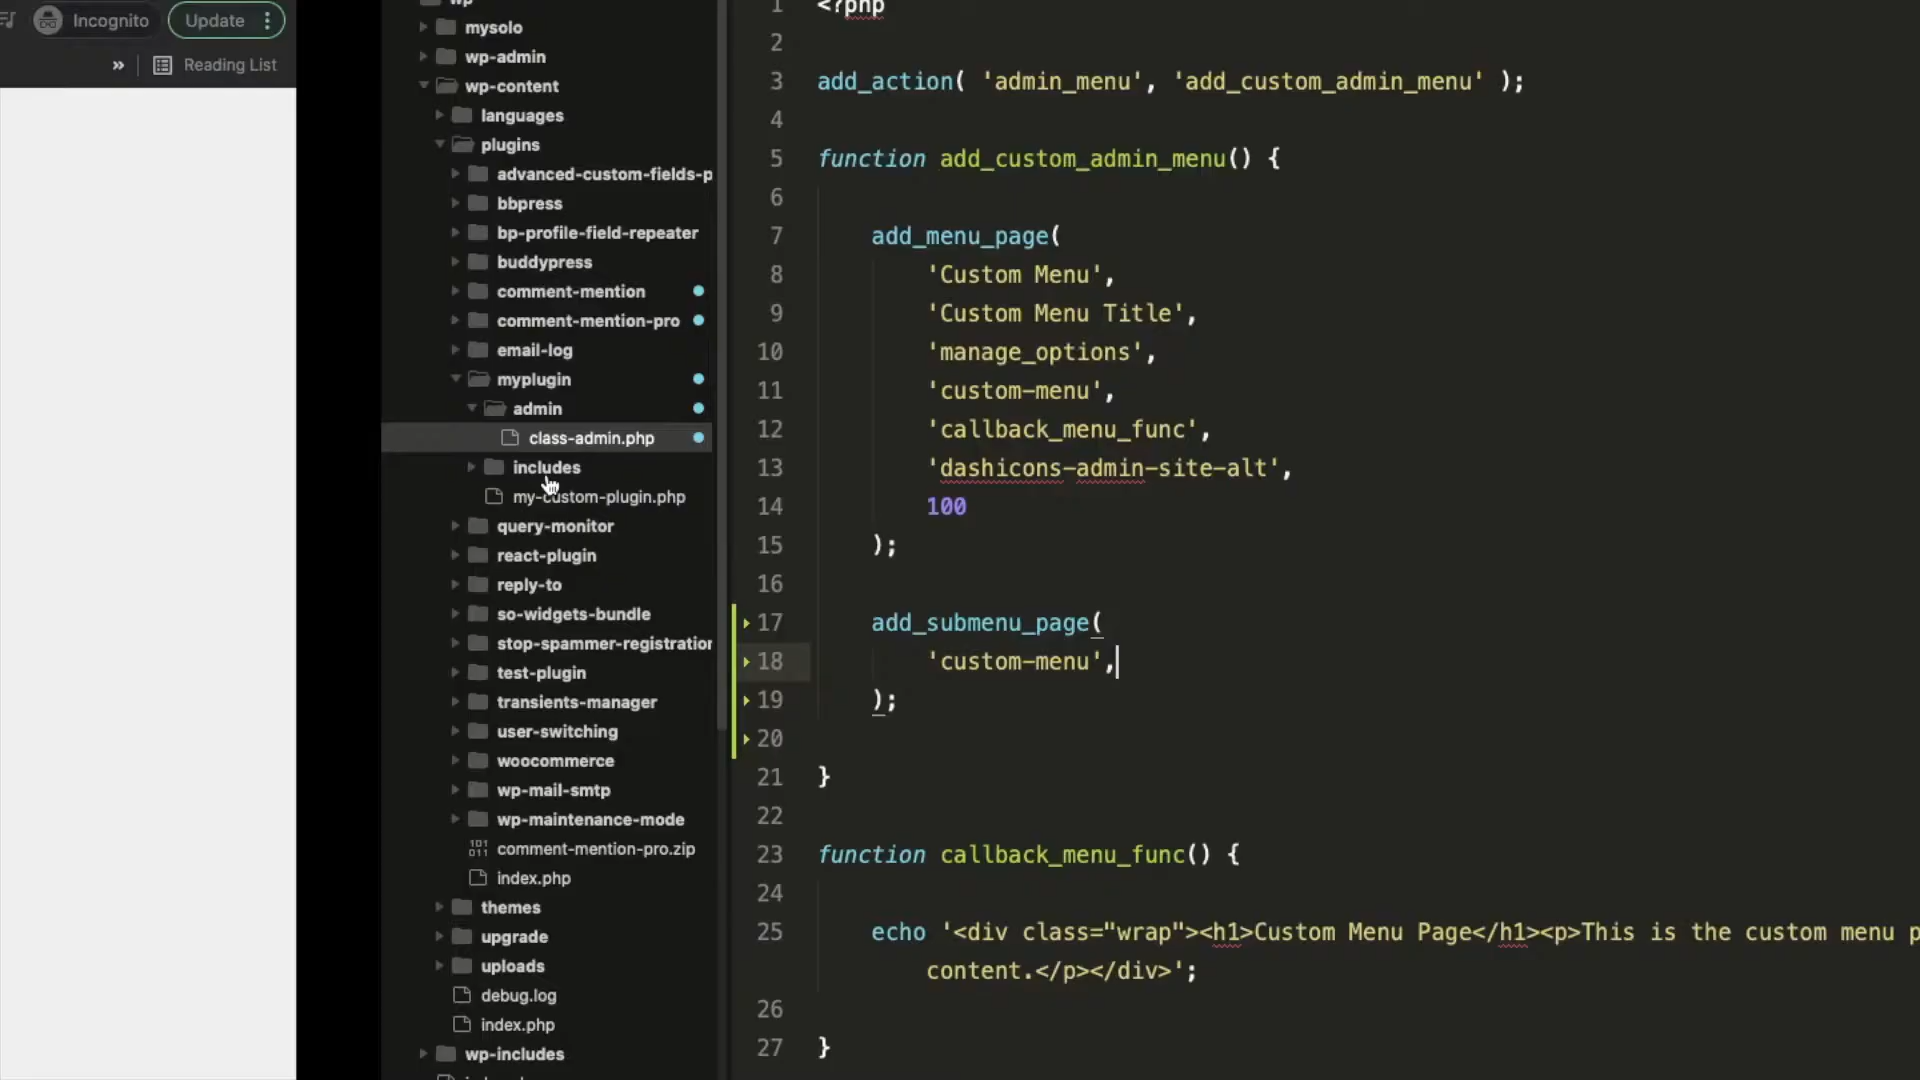 Incognito
Update
»
Reading List
wp
mysolo
wp-admin
wp-content
languages
plugins
advanced-custom-fields-p
bbpress
bp-profile-field-repeater
buddypress
comment-mention
comment-mention-pro
email-log
myplugin
admin
class-admin.php
includes
my-custom-plugin.php
query-monitor
react-plugin
reply-to
so-widgets-bundle
stop-spammer-registration
test-plugin
transients-manager
user-switching
woocommerce
wp-mail-smtp
wp-maintenance-mode
comment-mention-pro.zip
index.php
themes
upgrade
uploads
debug.log
index.php
wp-includes
1 <?php
2
3 add_action( 'admin_menu', 'add_custom_admin_menu' );
4
5 function add_custom_admin_menu() {
6
7 add_menu_page(
8 'Custom Menu',
9 'Custom Menu Title',
10 'manage_options',
11 'custom-menu',
12 'callback_menu_func',
13 'dashicons-admin-site-alt',
14 100
15 );
16
17 add_submenu_page(
18 'custom-menu',
19 );
20
21 }
22
23 function callback_menu_func() {
24
25 echo '<div class="wrap"><h1>Custom Menu Page</h1><p>This is the custom menu p
content.</p></div>';
26
27 }